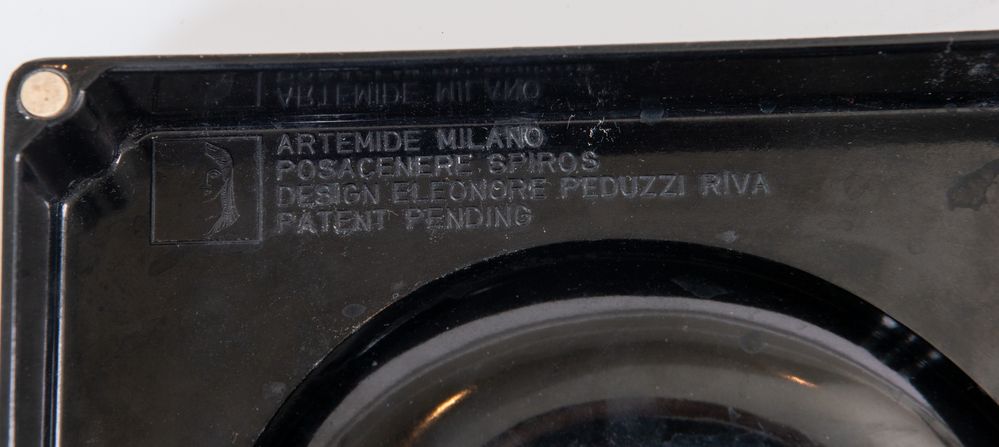 ARTEMIDE MILANO
POSACENERE SPIROS
DESIGN ELEONORE PEDUZZI RIVA
PATENT PENDING